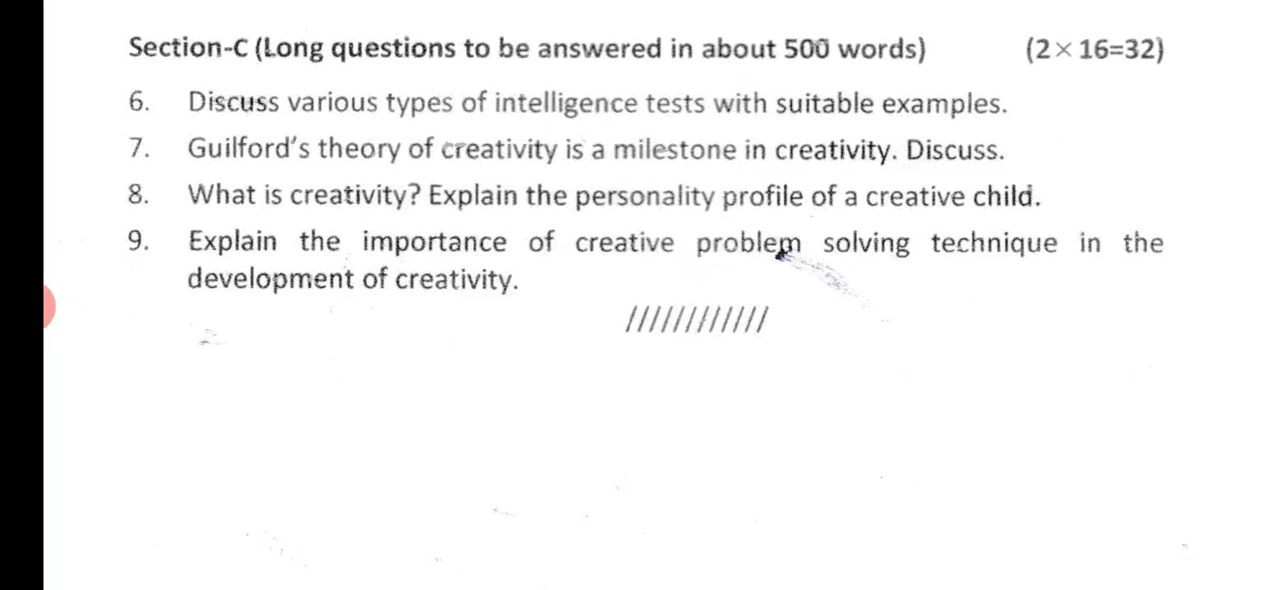 Section-C (Long questions to be answered in about 500 words) (2×16=32)
6. Discuss various types of intelligence tests with suitable examples.
7. Guilford's theory of creativity is a milestone in creativity. Discuss.
8. What is creativity? Explain the personality profile of a creative child.
9. Explain the importance of creative problem solving technique in the
development of creativity.
////////////